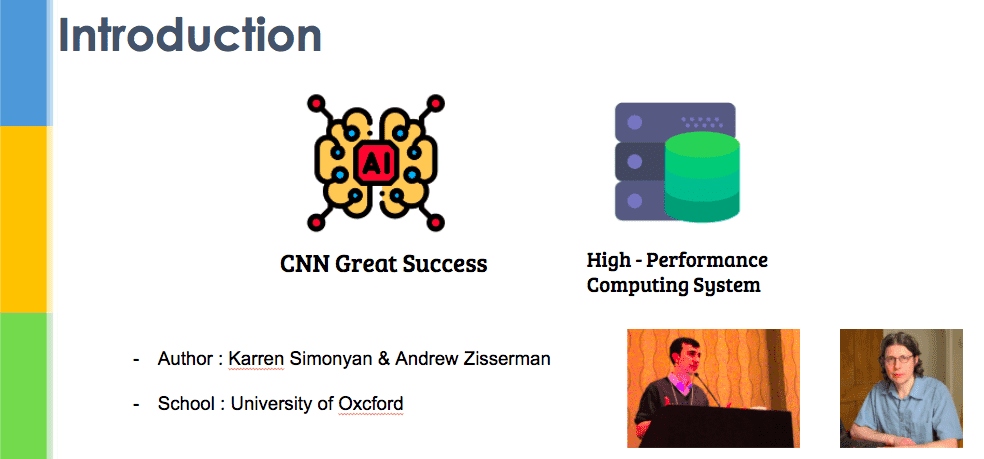 Introduction
AI
CNN Great Success
High - Performance
Computing System
- Author : Karren Simonyan & Andrew Zisserman
- School : University of Oxcford